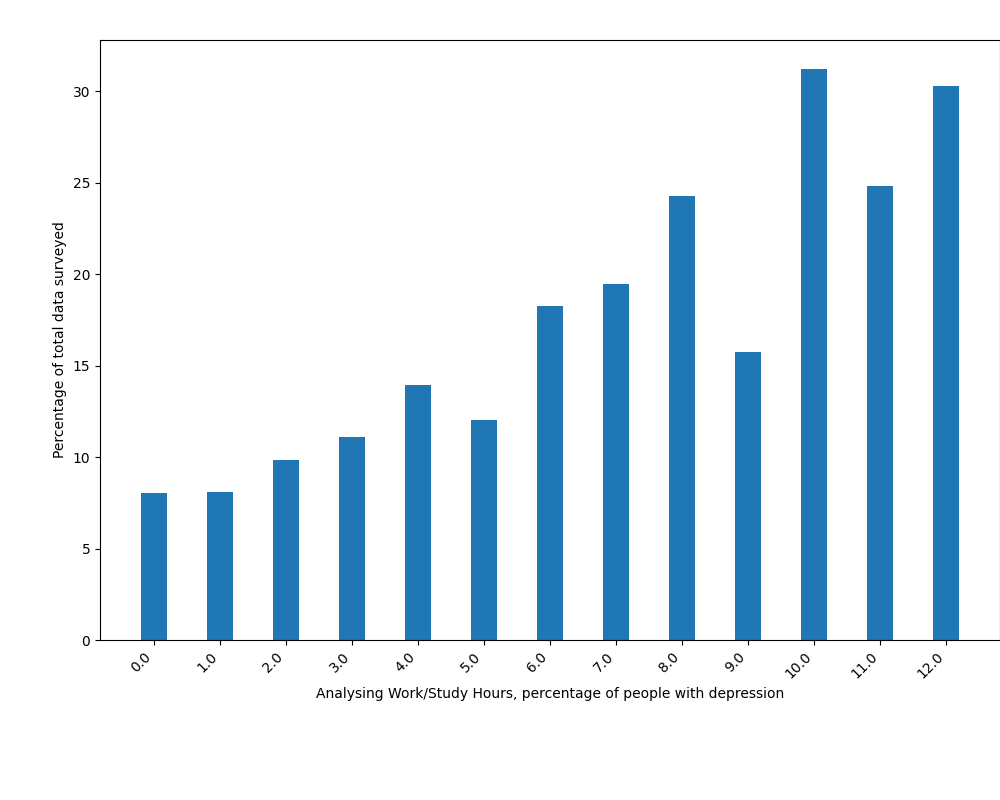 Percentage of total data surveyed
30
25
20
15
10
5
0
0.0 1.0 2.0 3.0 4.0 5.0 6.0 7.0 8.0 9.0 10.0 11.0 12.0
Analysing Work/Study Hours, percentage of people with depression